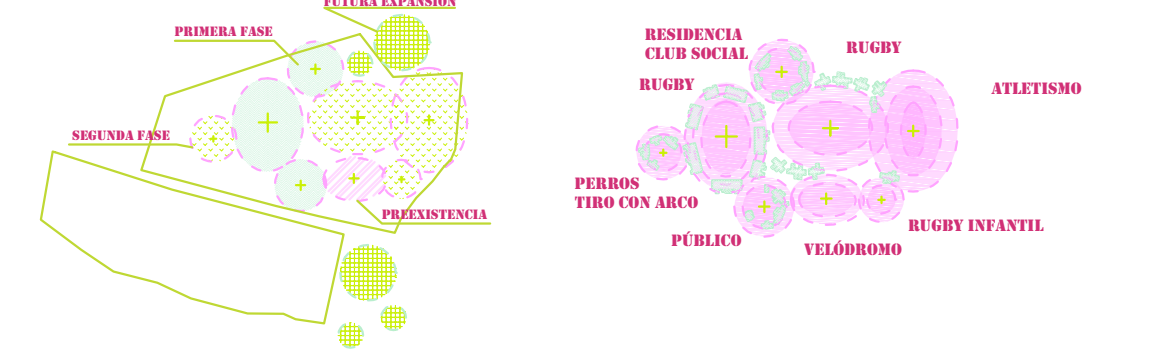 FUTURA EXPANSIÓN
PRIMERA FASE
SEGUNDA FASE
PREEXISTENCIA
RESIDENCIA
CLUB SOCIAL
RUGBY
RUGBY
ATLETISMO
PERROS
TIRO CON ARCO
PÚBLICO
VELÓDROMO
RUGBY INFANTIL